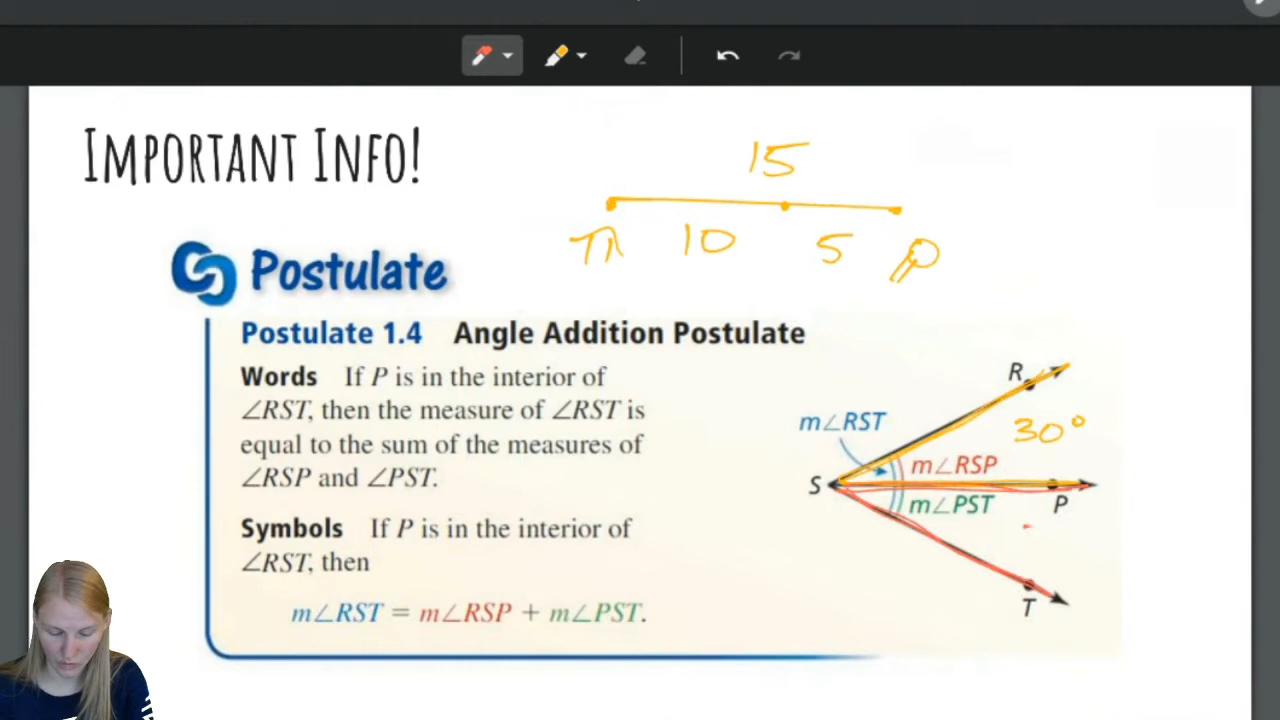 IMPORTANT INFO!
15
10 5
Postulate
Postulate 1.4 Angle Addition Postulate
Words If P is in the interior of
∠RST, then the measure of ∠RST is
equal to the sum of the measures of
∠RSP and ∠PST.
Symbols If P is in the interior of
∠RST, then
m∠RST = m∠RSP + m∠PST.
R
30°
m∠RST
m∠RSP
S
m∠PST
P
T